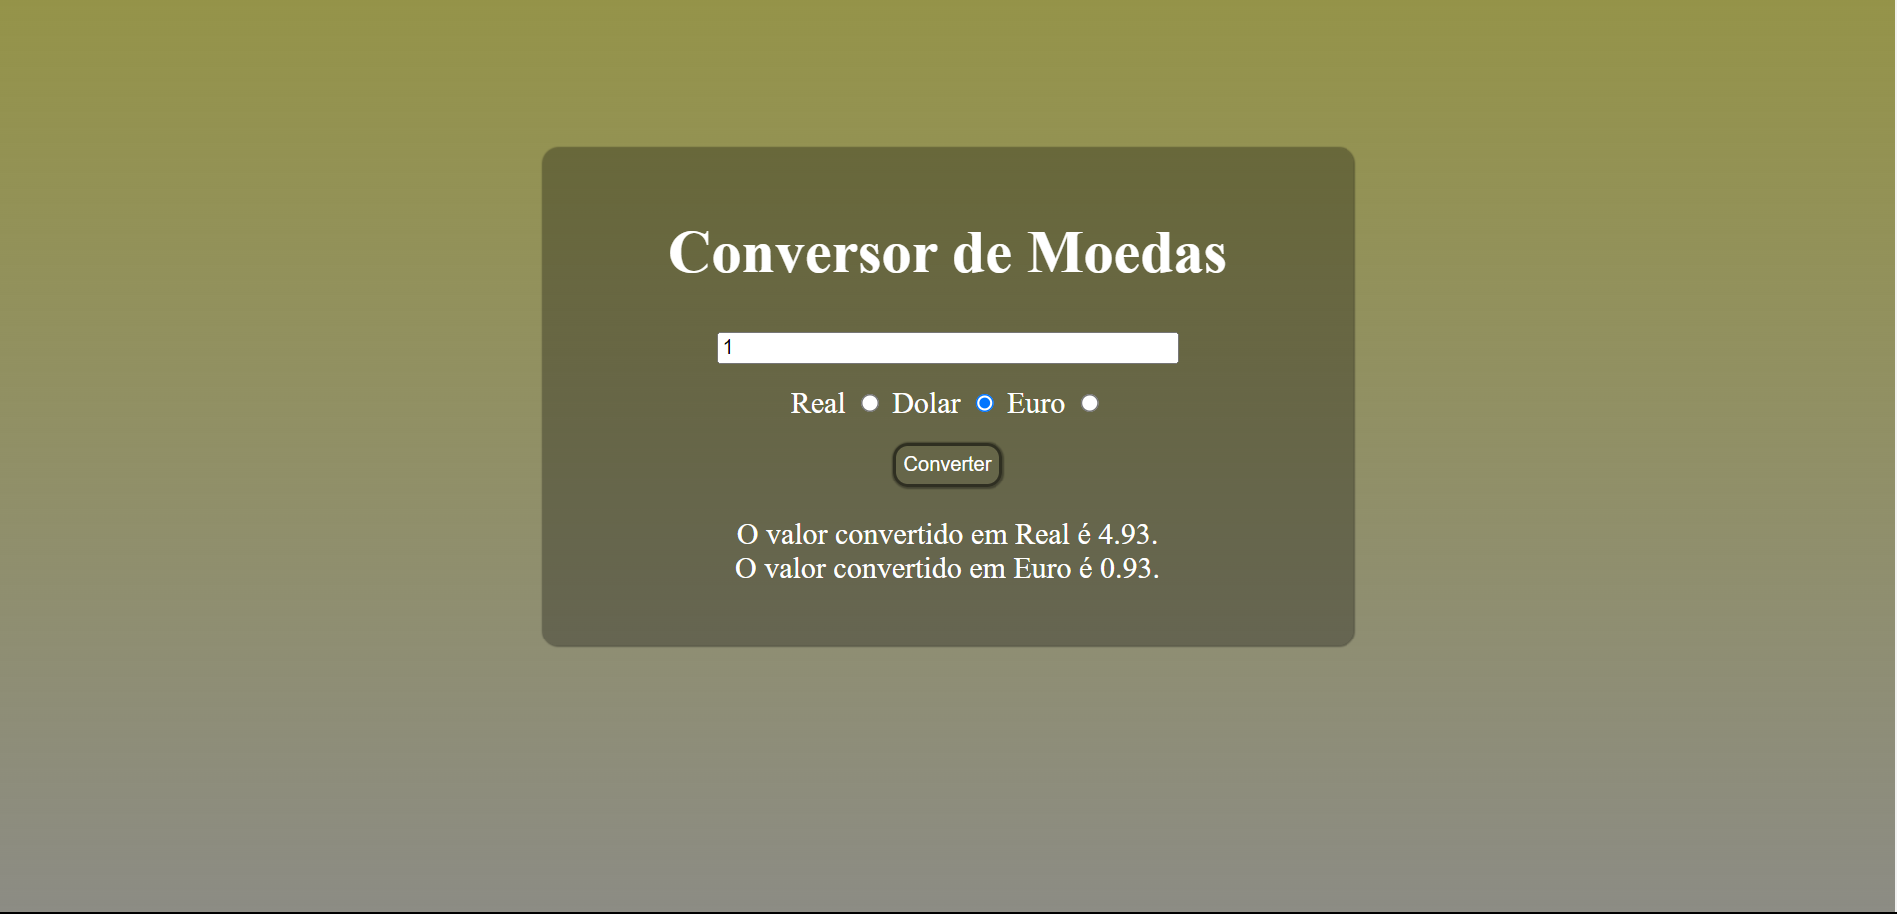 Conversor de Moedas
1
Real Dolar Euro
Converter
O valor convertido em Real é 4.93.
O valor convertido em Euro é 0.93.